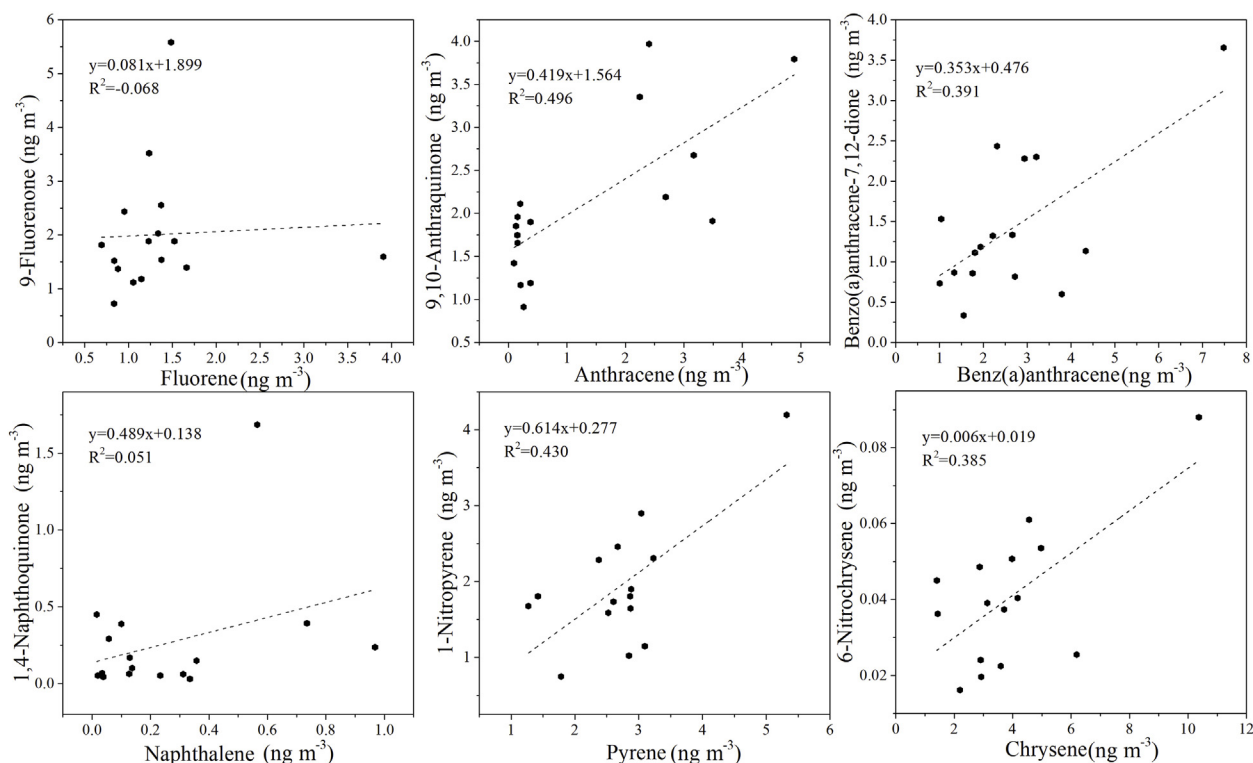 6
5
4
3
2
1
0
0.5 1.0 1.5 2.0 2.5 3.0 3.5 4.0
9-Fluorenone (ng m-3)
Fluorene (ng m-3)
y=0.081x+1.899
R2=-0.068
4.0
3.5
3.0
2.5
2.0
1.5
1.0
0.5
0 1 2 3 4 5
9,10-Anthraquinone (ng m-3)
Anthracene (ng m-3)
y=0.419x+1.564
R2=0.496
4.0
3.5
3.0
2.5
2.0
1.5
1.0
0.5
0.0
0 1 2 3 4 5 6 7 8
Benzo(a)anthracene-7,12-dione (ng m-3)
Benz(a)anthracene (ng m-3)
y=0.353x+0.476
R2=0.391
1.5
1.0
0.5
0.0
0.0 0.2 0.4 0.6 0.8 1.0
1,4-Naphthoquinone (ng m-3)
Naphthalene (ng m-3)
y=0.489x+0.138
R2=0.051
4
3
2
1
1 2 3 4 5
1-Nitropyrene (ng m-3)
Pyrene (ng m-3)
y=0.614x+0.277
R2=0.430
0.08
0.06
0.04
0.02
0 2 4 6 8 10 12
6-Nitrochrysene (ng m-3)
Chrysene (ng m-3)
y=0.006x+0.019
R2=0.385